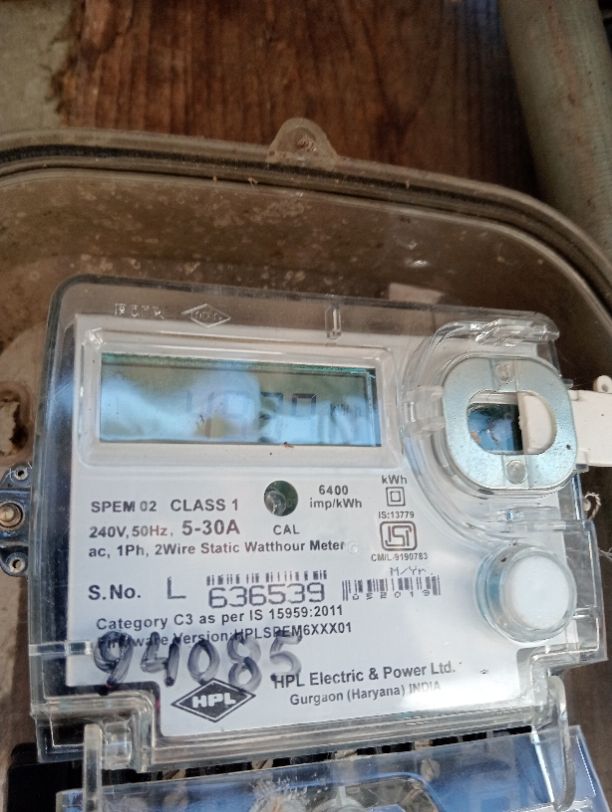 SPEM 02 CLASS 1
6400
imp/kWh
kWh
IS:13779
240V, 50Hz, 5-30A
CAL
ac, 1Ph, 2Wire Static Watthour Meter
CM/L-9190783
M/Yr.
S.No. L 636539
052019
Category C3 as per IS 15959:2011
Version:HPLSPEM6XXX01
94085
HPL Electric & Power Ltd.
HPL
Gurgaon (Haryana) INDIA